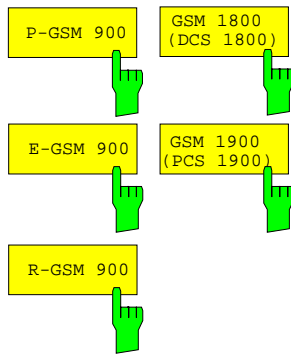 P-GSM 900
GSM 1800
(DCS 1800)
E-GSM 900
GSM 1900
(PCS 1900)
R-GSM 900